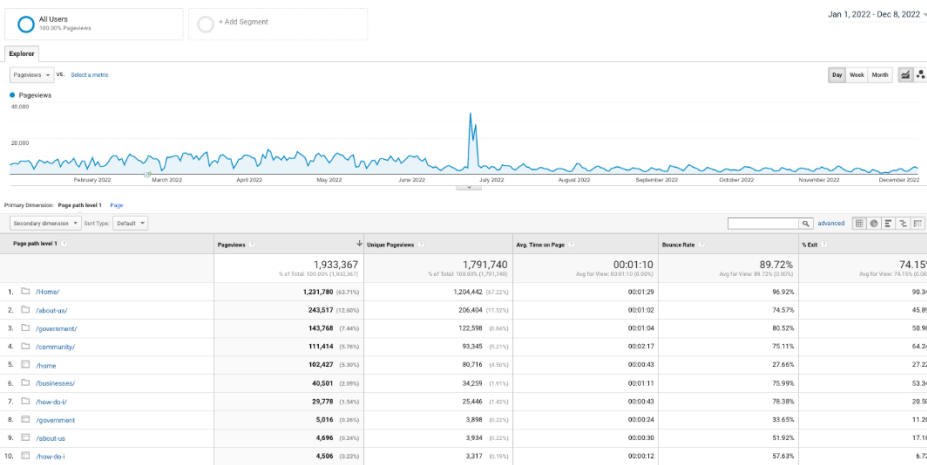 All Users
100.00% Pageviews
+ Add Segment
Jan 1, 2022 - Dec 8, 2022
Explorer
Pageviews VS. Select a metric
Day Week Month
Pageviews
40,000
20,000
February 2022 March 2022 April 2022 May 2022 June 2022 July 2022 August 2022 September 2022 October 2022 November 2022 December 2022
Primary Dimension: Page path level 1 Page
Secondary dimension Sort Type: Default advanced
Page path level 1 Pageviews Unique Pageviews Avg. Time on Page Bounce Rate % Exit
1,933,367 1,791,740 00:01:10 89.72% 74.15%
% of Total: 100.00% (1,933,367) % of Total: 100.00% (1,791,740) Avg for View: 00:01:10 (0.00%) Avg for View: 89.72% (0.00%) Avg for View: 74.15% (0.00
1. /Home/ 1,231,780 (63.71%) 1,204,442 (67.22%) 00:01:29 96.92% 90.34
2. /about-us/ 243,517 (12.60%) 206,404 (11.52%) 00:01:02 74.57% 45.89
3. /government/ 143,768 (7.44%) 122,598 (6.84%) 00:01:04 80.52% 50.98
4. /community/ 111,414 (5.76%) 93,345 (5.21%) 00:02:17 75.11% 64.24
5. /home 102,427 (5.30%) 80,716 (4.50%) 00:00:43 27.66% 27.22
6. /businesses/ 40,501 (2.09%) 34,259 (1.91%) 00:01:11 75.99% 53.34
7. /how-do-i/ 29,778 (1.54%) 25,446 (1.42%) 00:00:43 78.38% 20.50
8. /government 5,016 (0.26%) 3,898 (0.22%) 00:00:24 33.65% 11.26
9. /about-us 4,696 (0.24%) 3,934 (0.22%) 00:00:30 51.92% 17.16
10. /how-do-i 4,506 (0.23%) 3,317 (0.19%) 00:00:12 57.63% 6.72